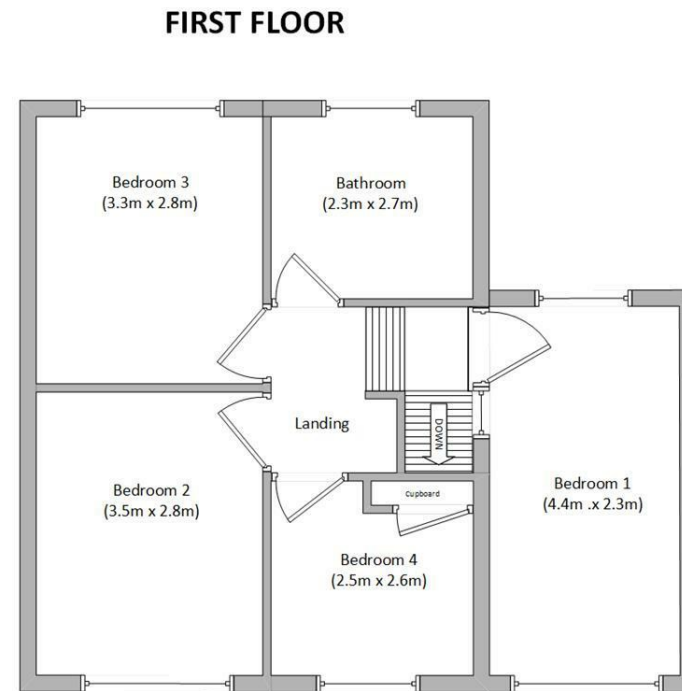 FIRST FLOOR
Bedroom 3
(3.3m x 2.8m)
Bathroom
(2.3m x 2.7m)
Landing
DOWN
Bedroom 2
(3.5m x 2.8m)
Cupboard
Bedroom 1
(4.4m .x 2.3m)
Bedroom 4
(2.5m x 2.6m)